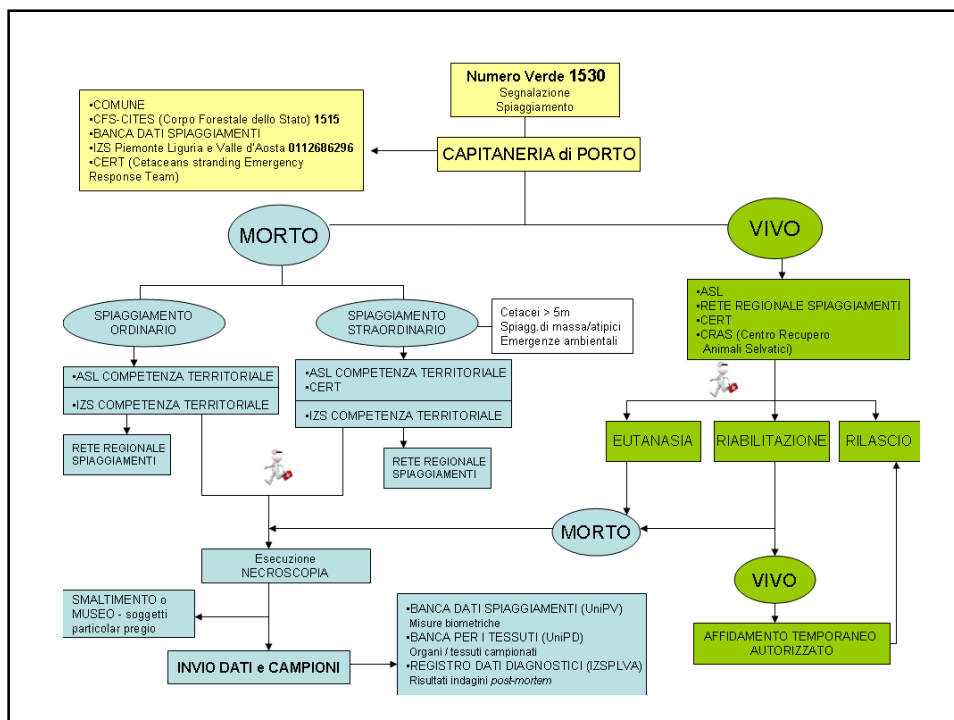 Numero Verde 1530
Segnalazione
Spiaggiamento
•COMUNE
•CFS-CITES (Corpo Forestale dello Stato) 1515
•BANCA DATI SPIAGGIAMENTI
•IZS Piemonte Liguria e Valle d'Aosta 0112686296
•CERT (Cetaceans stranding Emergency
Response Team)
CAPITANERIA di PORTO
MORTO
VIVO
SPIAGGIAMENTO
ORDINARIO
SPIAGGIAMENTO
STRAORDINARIO
Cetacei > 5m
Spiagg.di massa/atipici
Emergenze ambientali
•ASL
•RETE REGIONALE SPIAGGIAMENTI
•CERT
•CRAS (Centro Recupero
Animali Selvatici)
•ASL COMPETENZA TERRITORIALE
•IZS COMPETENZA TERRITORIALE
•ASL COMPETENZA TERRITORIALE
•CERT
•IZS COMPETENZA TERRITORIALE
RETE REGIONALE
SPIAGGIAMENTI
RETE REGIONALE
SPIAGGIAMENTI
EUTANASIA
RIABILITAZIONE
RILASCIO
MORTO
Esecuzione
NECROSCOPIA
VIVO
SMALTIMENTO o
MUSEO - soggetti
particolar pregio
INVIO DATI e CAMPIONI
•BANCA DATI SPIAGGIAMENTI (UniPV)
Misure biometriche
•BANCA PER I TESSUTI (UniPD)
Organi / tessuti campionati
•REGISTRO DATI DIAGNOSTICI (IZSPLVA)
Risultati indagini post-mortem
AFFIDAMENTO TEMPORANEO
AUTORIZZATO